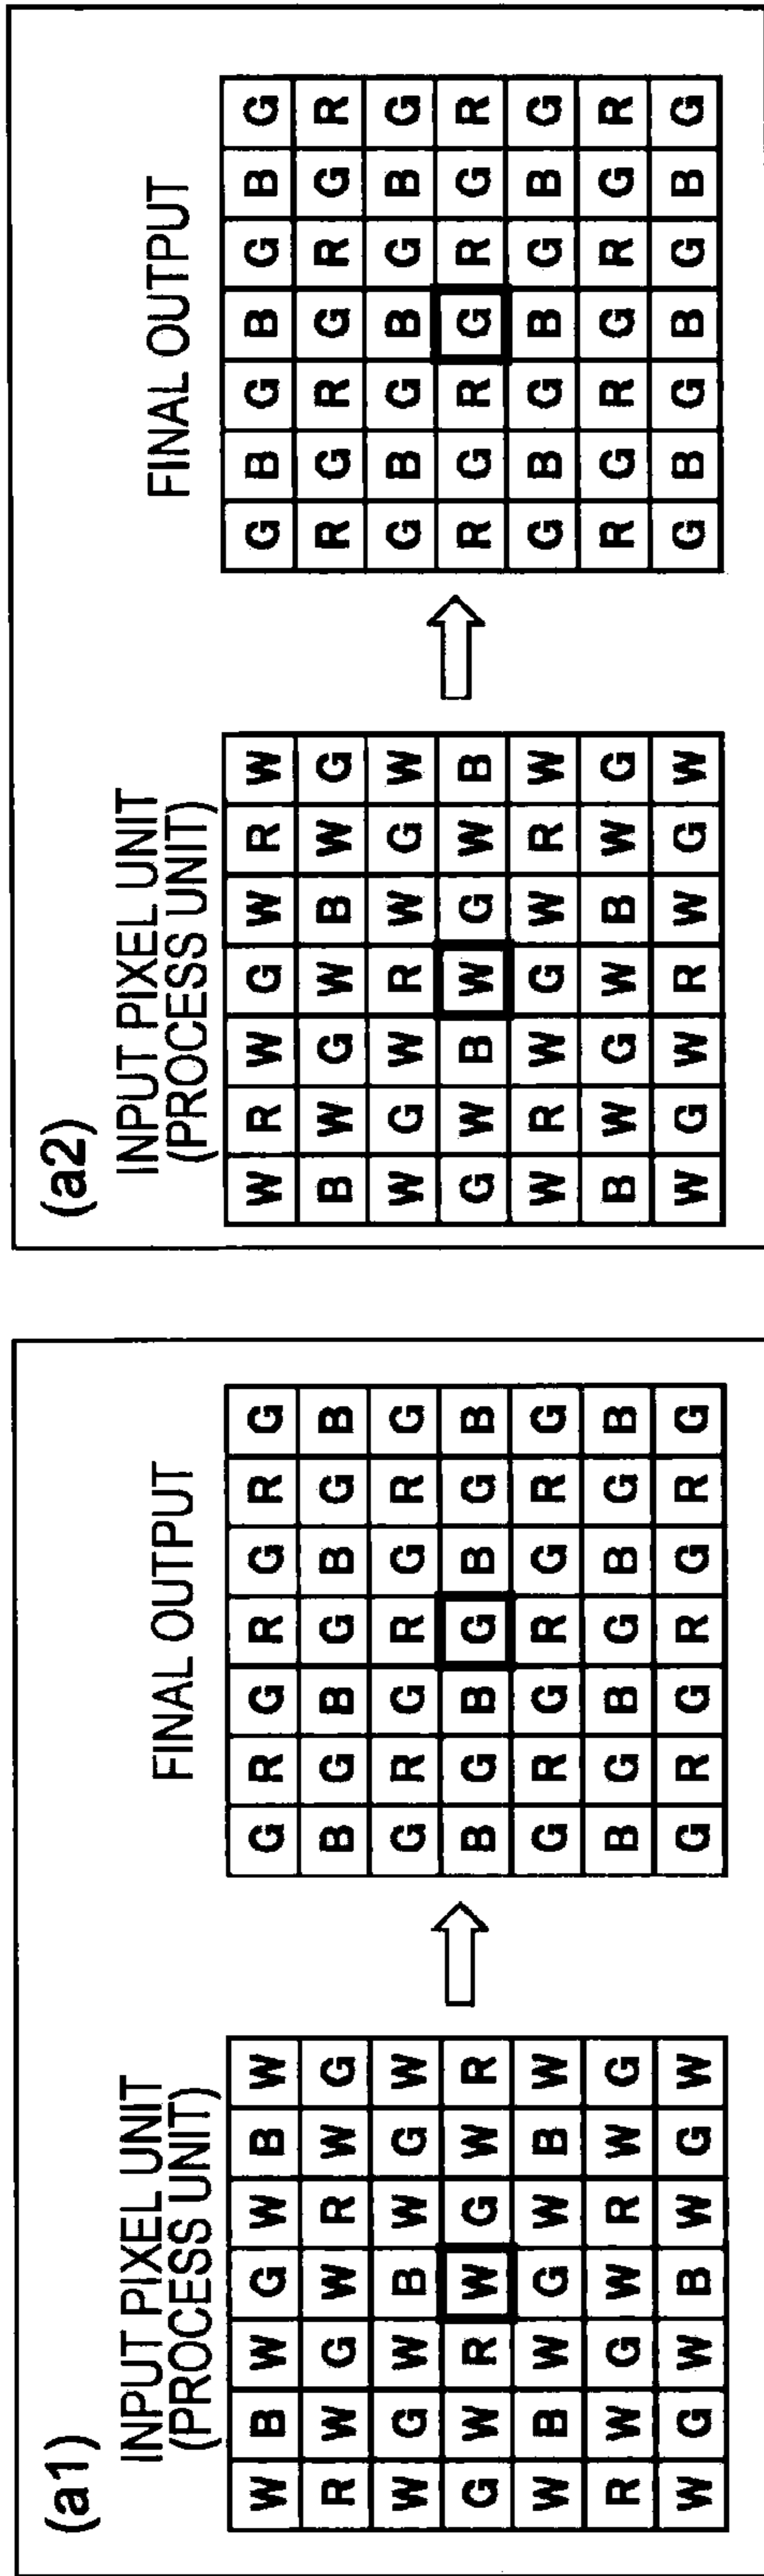 (a1)
INPUT PIXEL UNIT
(PROCESS UNIT)
W B W G W B W
R W G W R W G
W G W B W G W
G W R W G W R
W B W G W B W
R W G W R W G
W G W B W G W
FINAL OUTPUT
G R G R G R G
B G B G B G B
G R G R G R G
B G B G B G B
G R G R G R G
B G B G B G B
G R G R G R G
(a2)
INPUT PIXEL UNIT
(PROCESS UNIT)
W R W G W R W
B W G W B W G
W G W R W G W
G W B W G W B
W R W G W R W
B W G W B W G
W G W R W G W
FINAL OUTPUT
G B G B G B G
R G R G R G R
G B G B G B G
R G R G R G R
G B G B G B G
R G R G R G R
G B G B G B G